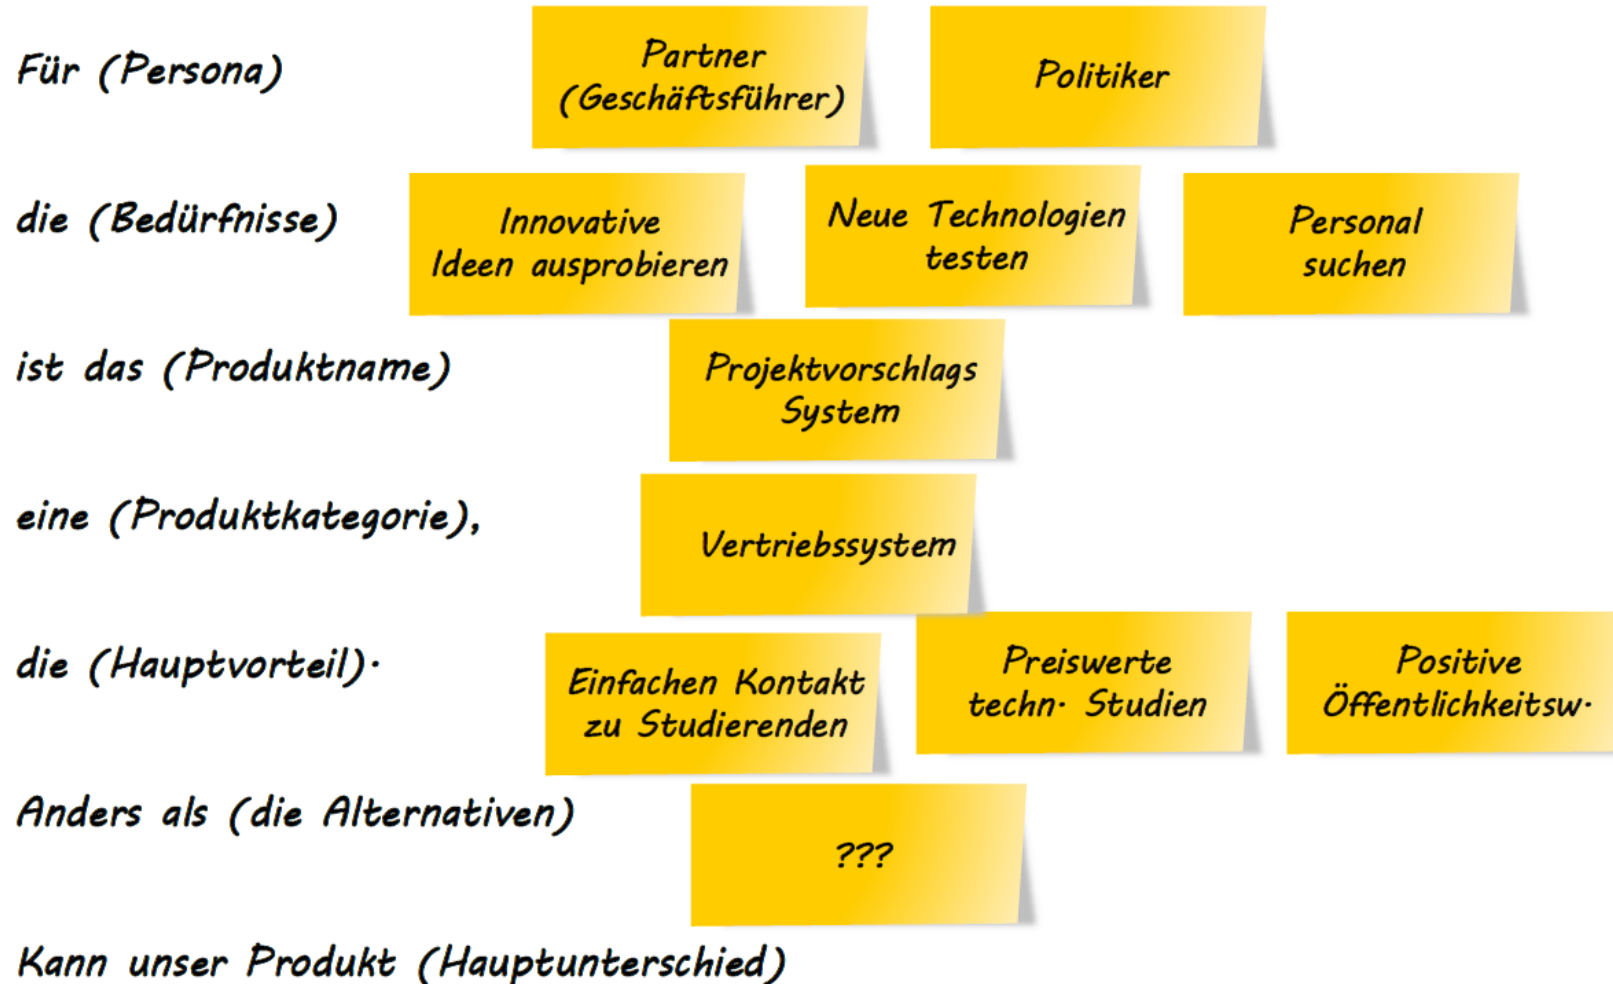 Für (Persona)
Partner
(Geschäftsführer)
Politiker
die (Bedürfnisse)
Innovative
Ideen ausprobieren
Neue Technologien
testen
Personal
suchen
ist das (Produktname)
Projektvorschlags
System
eine (Produktkategorie),
Vertriebssystem
die (Hauptvorteil).
Einfachen Kontakt
zu Studierenden
Preiswerte
techn. Studien
Positive
Öffentlichkeitsw.
Anders als (die Alternativen)
???
Kann unser Produkt (Hauptunterschied)